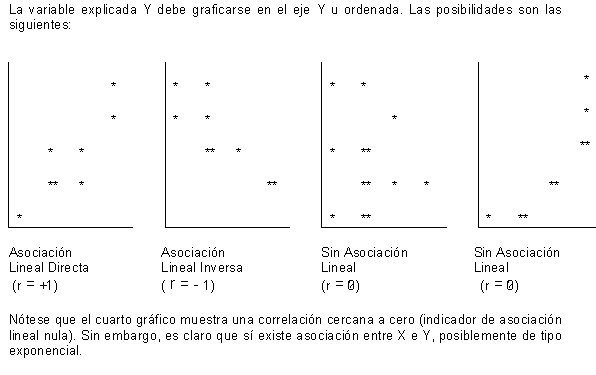 La variable explicada Y debe graficarse en el eje Y u ordenada. Las posibilidades son las
siguientes:
Asociación
Lineal Directa
(r = +1)
Asociación
Lineal Inversa
( r = - 1)
Sin Asociación
Lineal
(r = 0)
Sin Asociación
Lineal
(r = 0)
Nótese que el cuarto gráfico muestra una correlación cercana a cero (indicador de asociación
lineal nula). Sin embargo, es claro que sí existe asociación entre X e Y, posiblemente de tipo
exponencial.